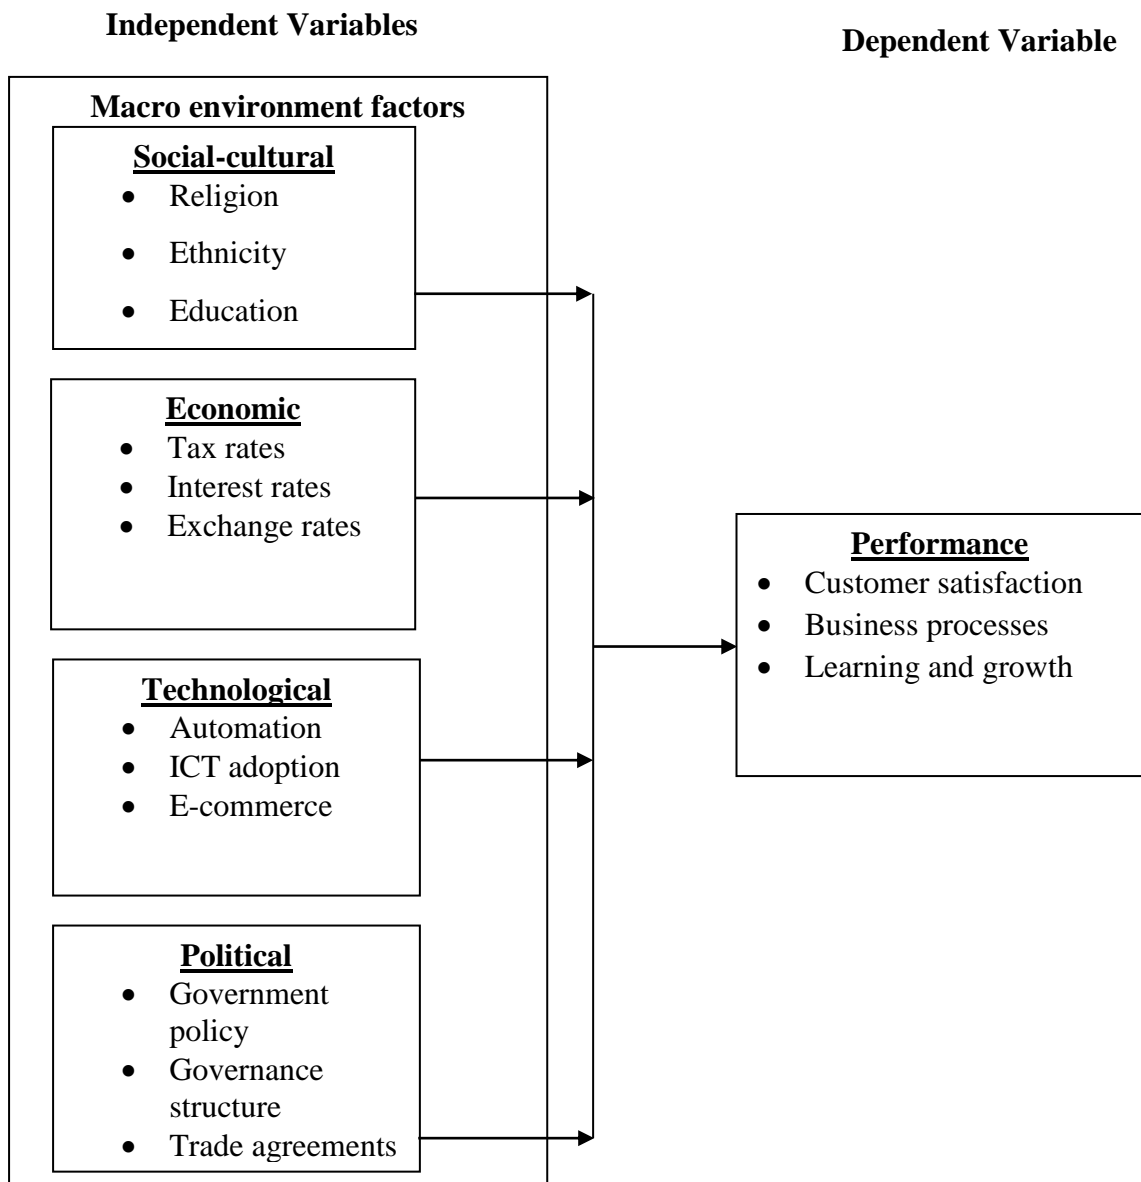 Independent Variables
Dependent Variable
Macro environment factors
Social-cultural
• Religion
• Ethnicity
• Education
Economic
• Tax rates
• Interest rates
• Exchange rates
Technological
• Automation
• ICT adoption
• E-commerce
Political
• Government
policy
• Governance
structure
• Trade agreements
Performance
• Customer satisfaction
• Business processes
• Learning and growth